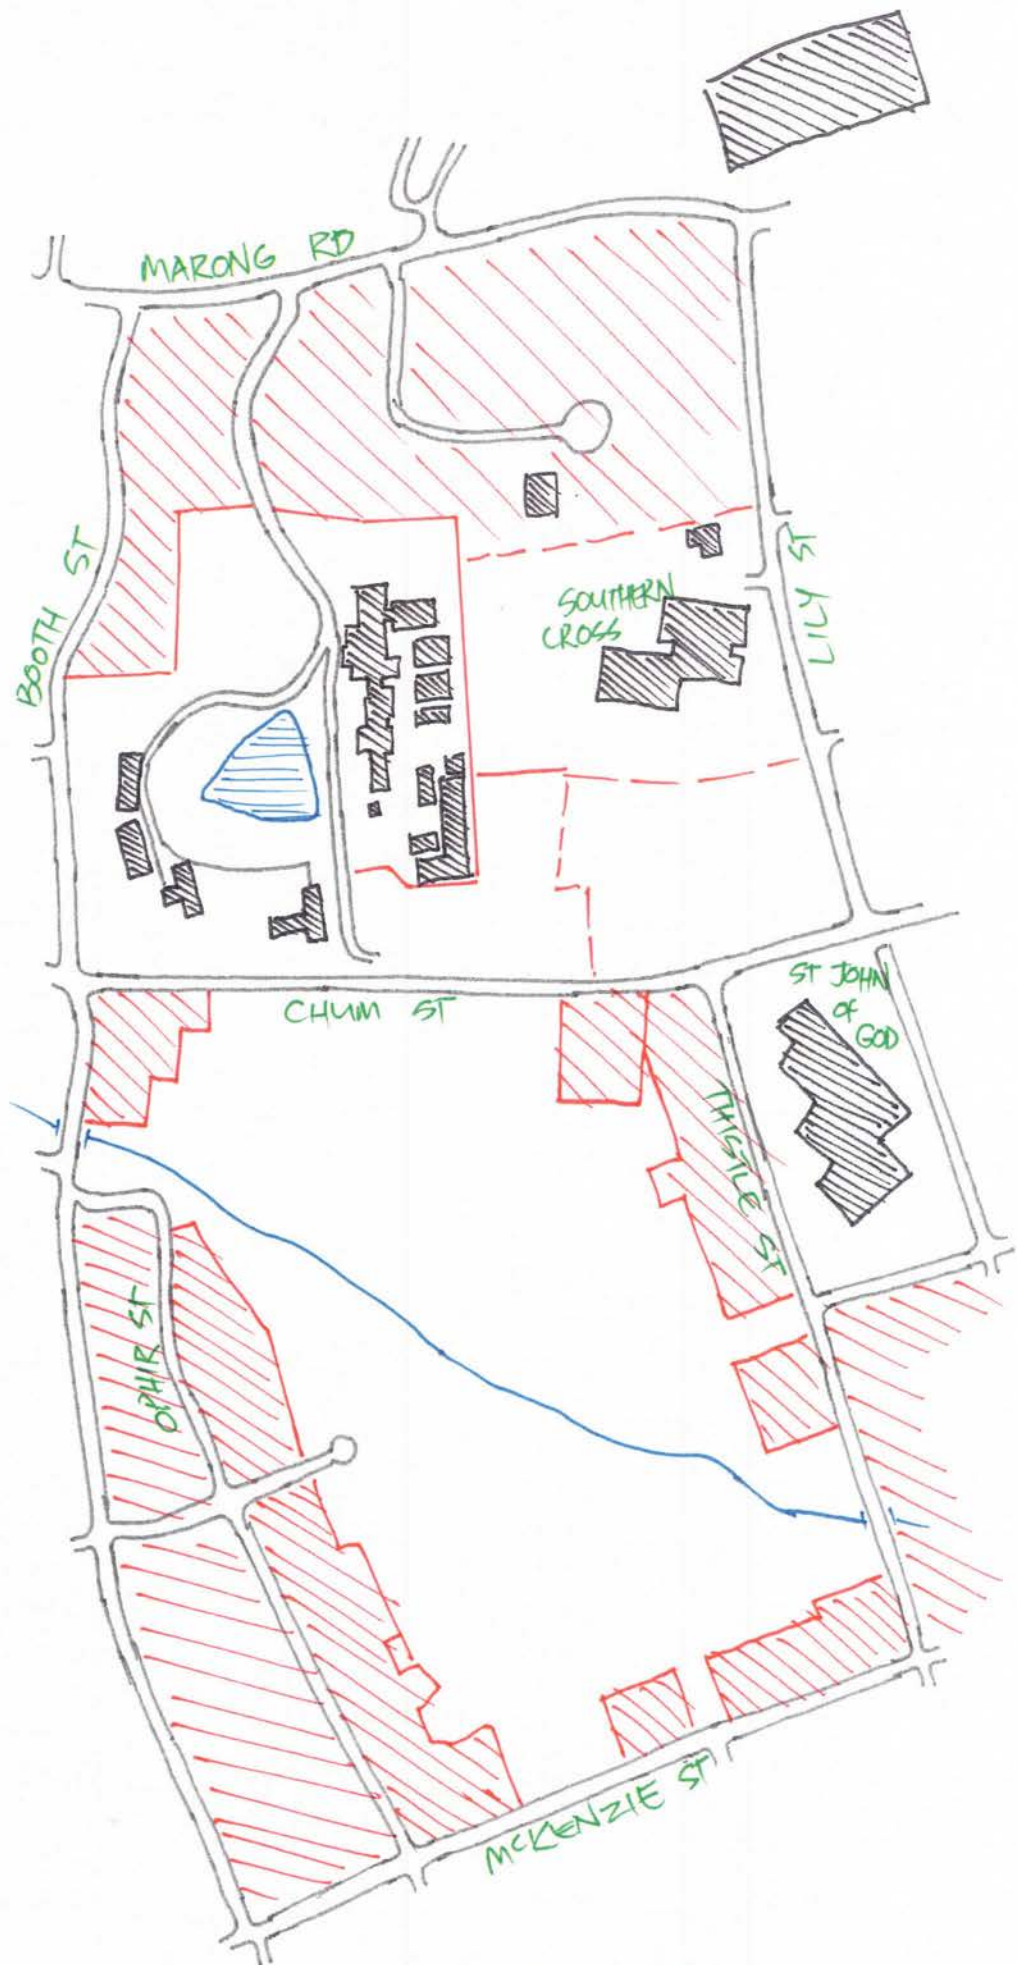 MARONG RD
BOOTH ST
SOUTHERN
CROSS
LILY ST
CHUM ST
ST JOHN
OF
GOD
THISTLE ST
OPHIR ST
McKENZIE ST